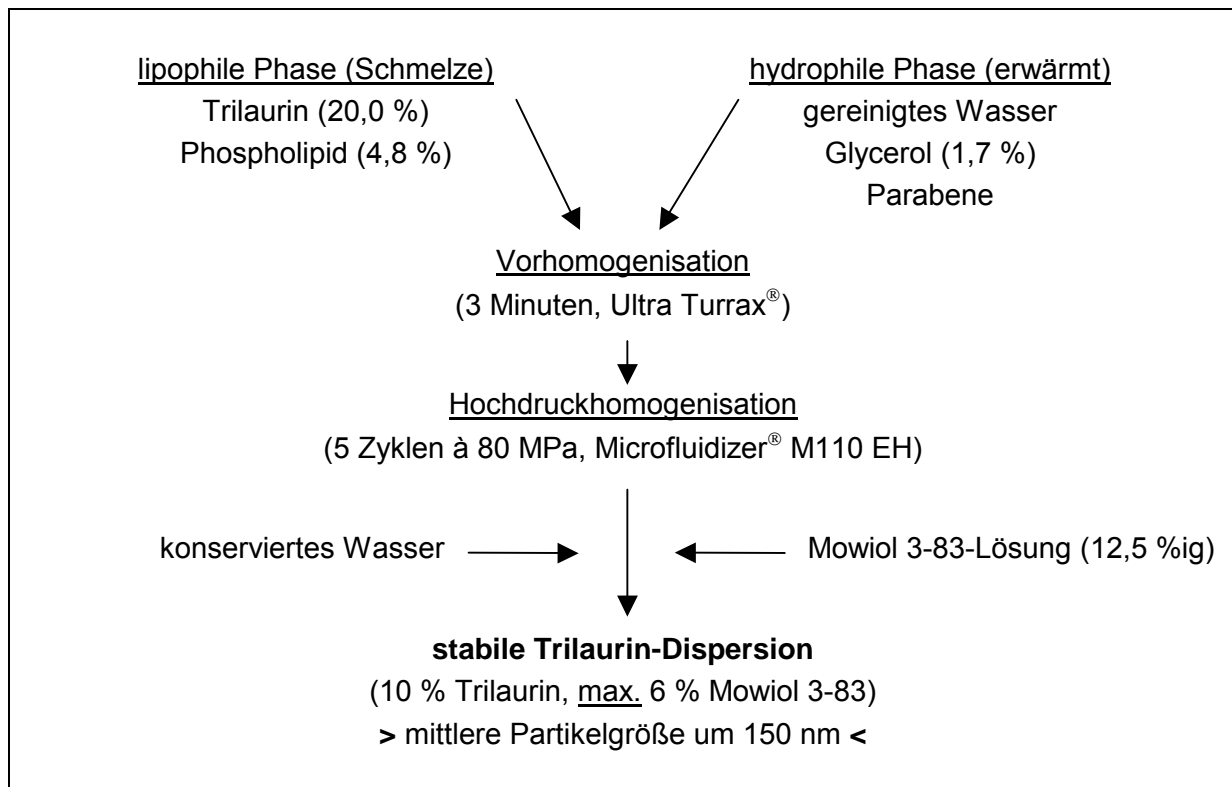 lipophile Phase (Schmelze)
Trilaurin (20,0 %)
Phospholipid (4,8 %)
hydrophile Phase (erwärmt)
gereinigtes Wasser
Glycerol (1,7 %)
Parabene
Vorhomogenisation
(3 Minuten, Ultra Turrax®)
Hochdruckhomogenisation
(5 Zyklen à 80 MPa, Microfluidizer® M110 EH)
konserviertes Wasser
Mowiol 3-83-Lösung (12,5 %ig)
stabile Trilaurin-Dispersion
(10 % Trilaurin, max. 6 % Mowiol 3-83)
> mittlere Partikelgröße um 150 nm <